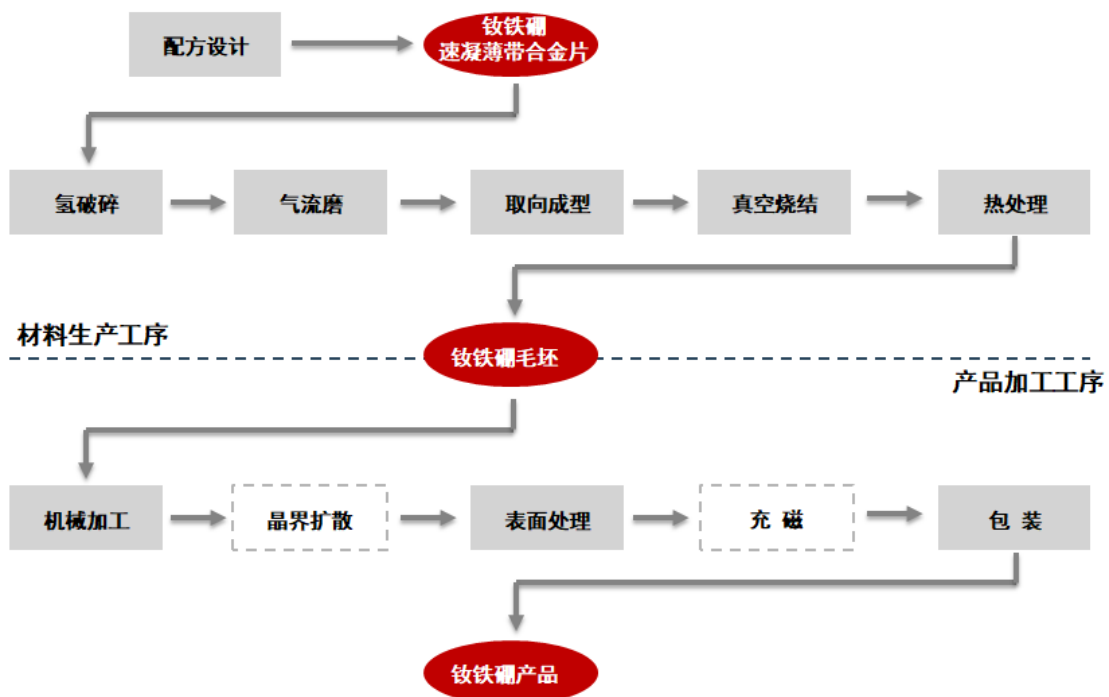 配方设计
钕铁硼
速凝薄带合金片
氢破碎
气流磨
取向成型
真空烧结
热处理
材料生产工序
钕铁硼毛坯
产品加工工序
机械加工
晶界扩散
表面处理
充 磁
包 装
钕铁硼产品